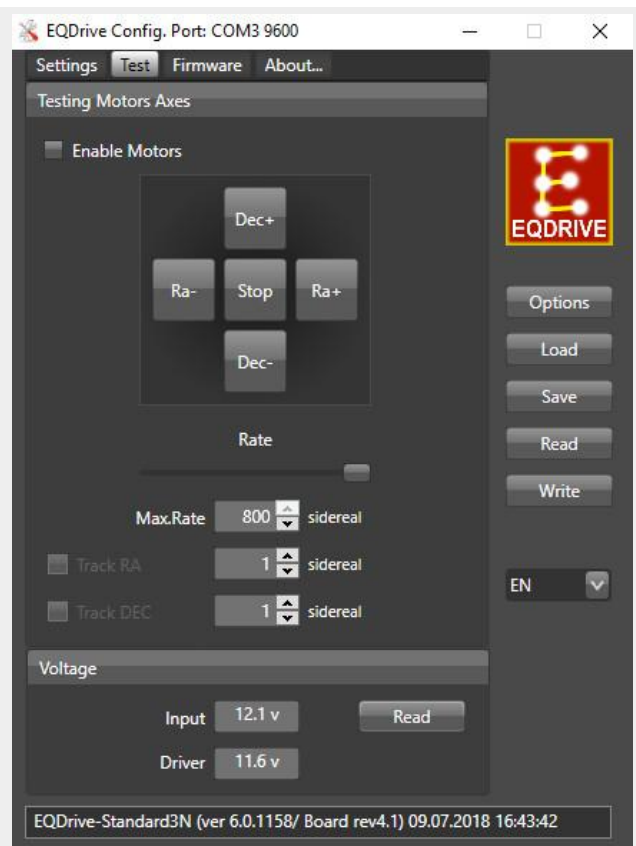 EQDrive Config. Port: COM3 9600
Settings Test Firmware About...
Testing Motors Axes
Enable Motors
Dec+
Ra- Stop Ra+
Dec-
Rate
Max.Rate 800 sidereal
Track RA 1 sidereal
Track DEC 1 sidereal
Voltage
Input 12.1 v Read
Driver 11.6 v
EQDRIVE
Options
Load
Save
Read
Write
EN
EQDrive-Standard3N (ver 6.0.1158/ Board rev4.1) 09.07.2018 16:43:42